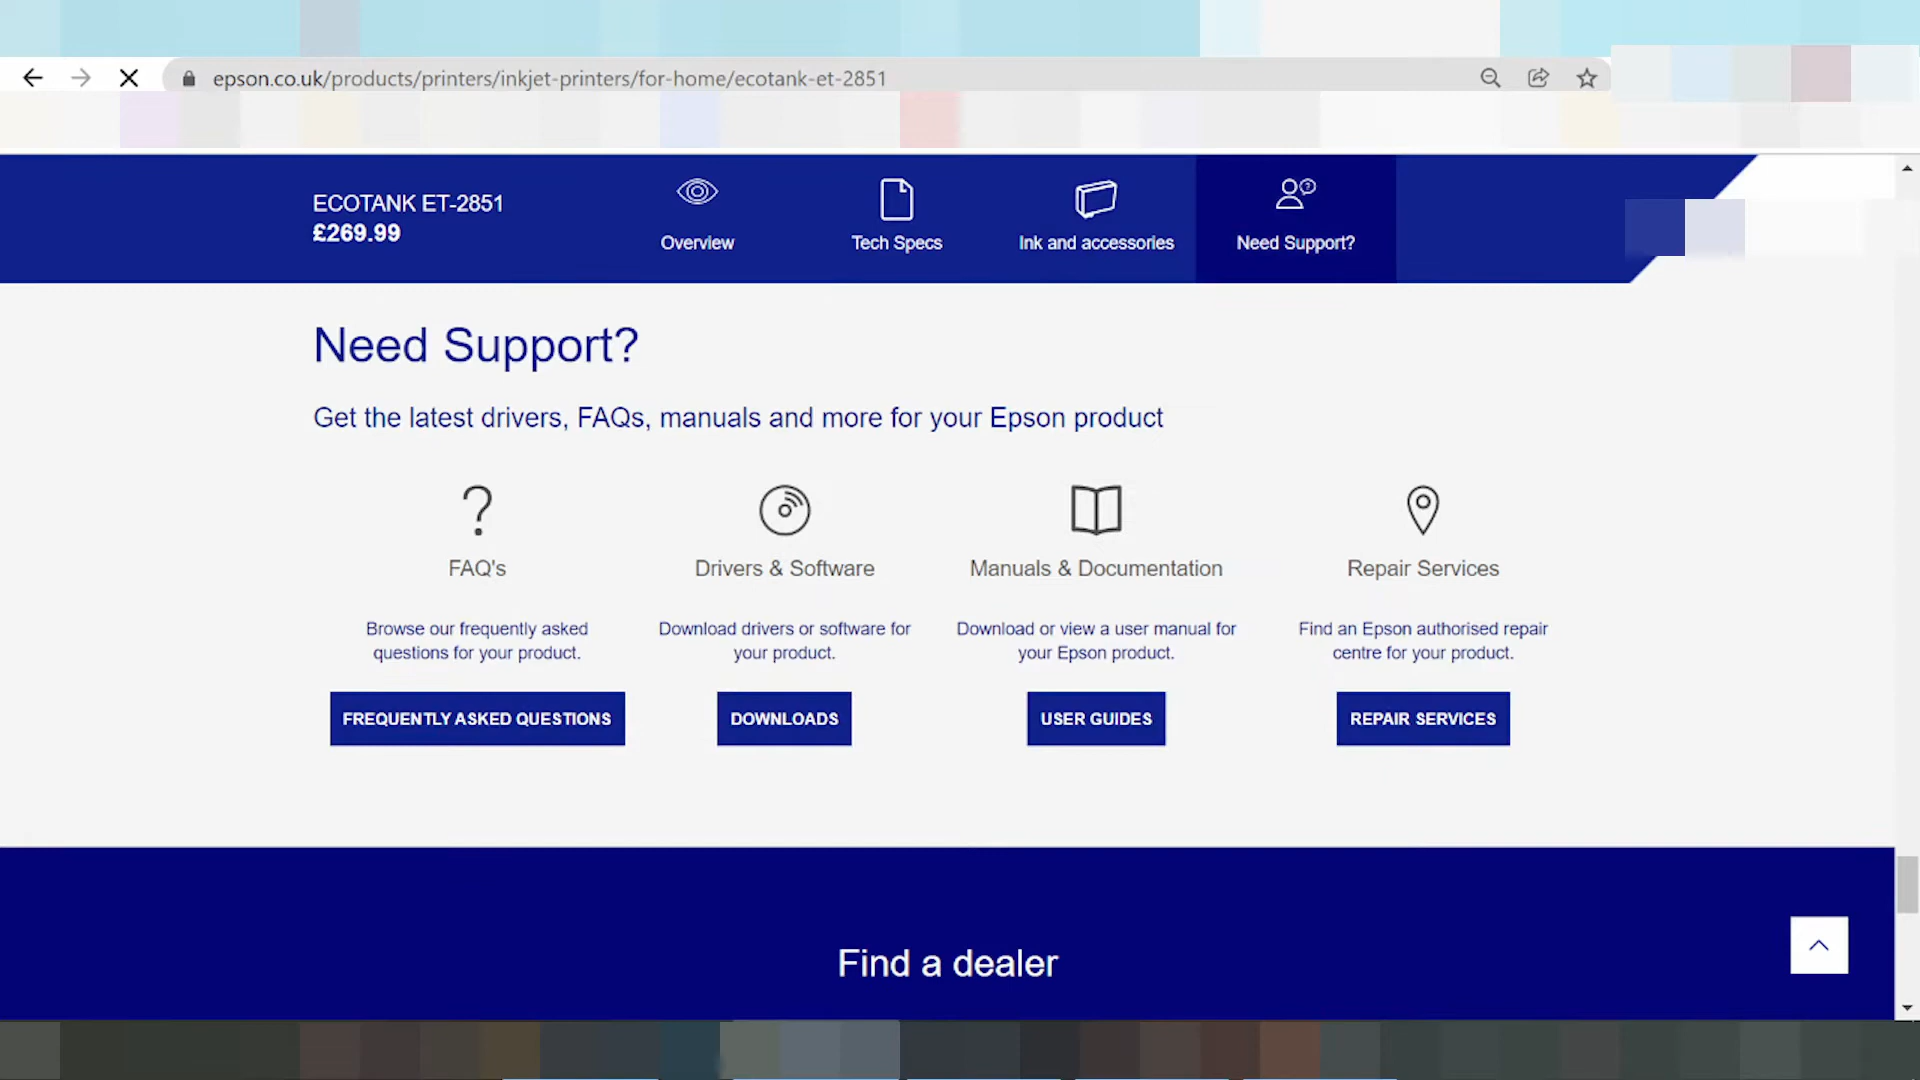 epson.co.uk/products/printers/inkjet-printers/for-home/ecotank-et-2851
ECOTANK ET-2851
£269.99
Overview
Tech Specs
Ink and accessories
Need Support?
Need Support?
Get the latest drivers, FAQs, manuals and more for your Epson product
FAQ's
Drivers & Software
Manuals & Documentation
Repair Services
Browse our frequently asked
questions for your product.
Download drivers or software for
your product.
Download or view a user manual for
your Epson product.
Find an Epson authorised repair
centre for your product.
FREQUENTLY ASKED QUESTIONS
DOWNLOADS
USER GUIDES
REPAIR SERVICES
Find a dealer